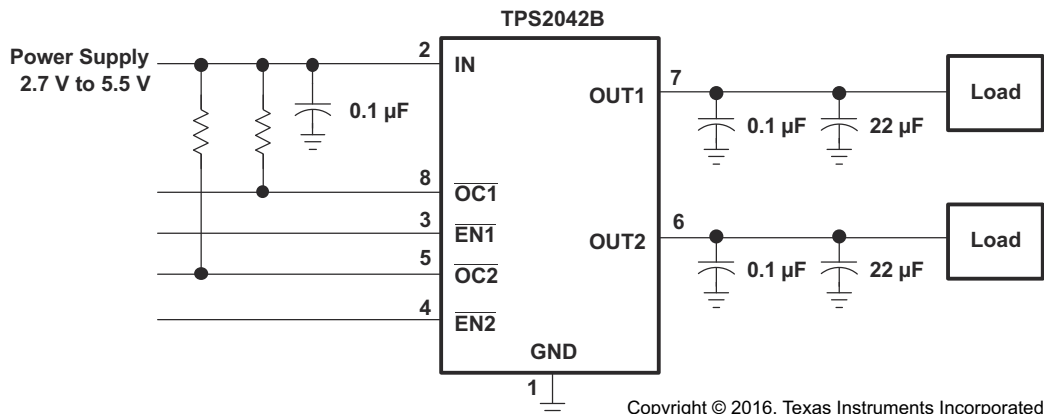 TPS2042B
Power Supply
2.7 V to 5.5 V
2
IN
0.1 µF
7
OUT1
0.1 µF
22 µF
Load
8
OC1
3
EN1
5
OC2
4
EN2
6
OUT2
0.1 µF
22 µF
Load
GND
1
Copyright © 2016, Texas Instruments Incorporated